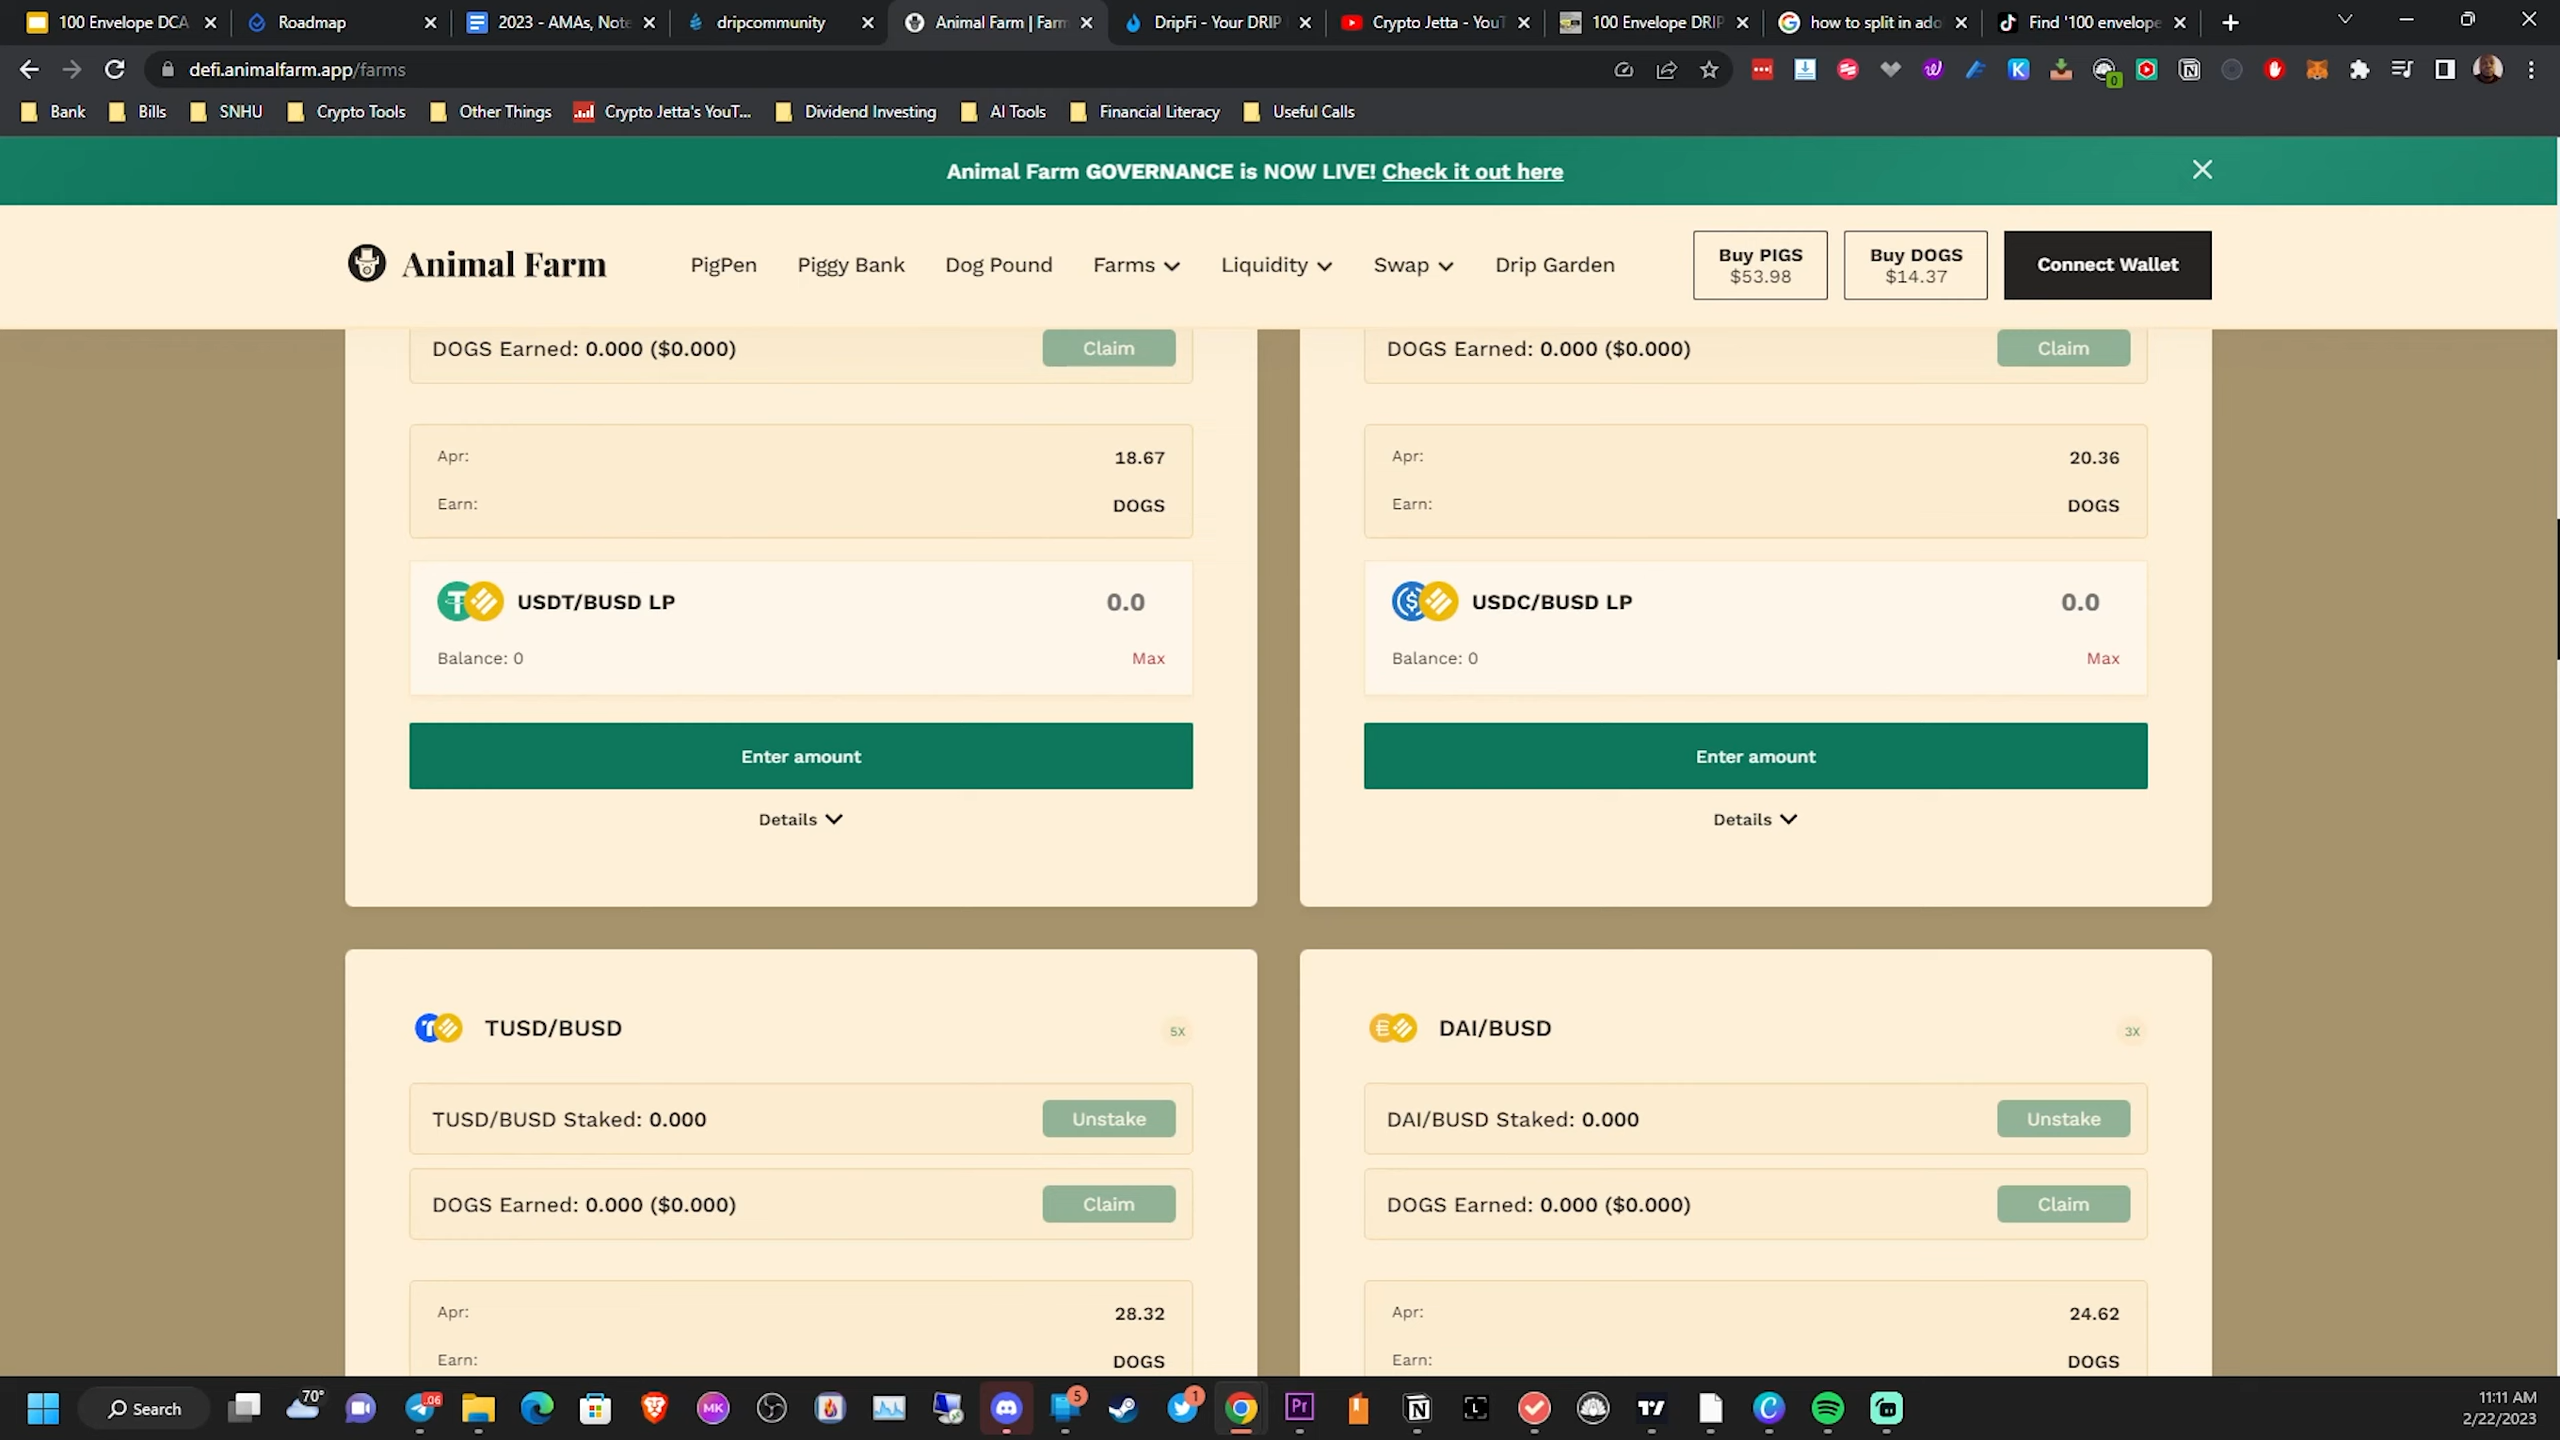 100 Envelope DCA
Roadmap
2023 - AMAs, Note
dripcommunity
Animal Farm | Farm
DripFi - Your DRIP
Crypto Jetta - YouT
100 Envelope DRIP
how to split in ado
Find '100 envelope
defi.animalfarm.app/farms
Bank
Bills
SNHU
Crypto Tools
Other Things
Crypto Jetta's YouT...
Dividend Investing
AI Tools
Financial Literacy
Useful Calls
Animal Farm GOVERNANCE is NOW LIVE! Check it out here
Animal Farm
PigPen
Piggy Bank
Dog Pound
Farms
Liquidity
Swap
Drip Garden
Buy PIGS
$53.98
Buy DOGS
$14.37
Connect Wallet
DOGS Earned: 0.000 ($0.000)
Claim
DOGS Earned: 0.000 ($0.000)
Claim
Apr:
18.67
Earn:
DOGS
Apr:
20.36
Earn:
DOGS
USDT/BUSD LP
0.0
Balance: 0
Max
USDC/BUSD LP
0.0
Balance: 0
Max
Enter amount
Enter amount
Details
Details
TUSD/BUSD
5X
DAI/BUSD
3X
TUSD/BUSD Staked: 0.000
Unstake
DAI/BUSD Staked: 0.000
Unstake
DOGS Earned: 0.000 ($0.000)
Claim
DOGS Earned: 0.000 ($0.000)
Claim
Apr:
28.32
Earn:
DOGS
Apr:
24.62
Earn:
DOGS
Search
70°
.06
MK
5
1
Pr
11:11 AM
2/22/2023